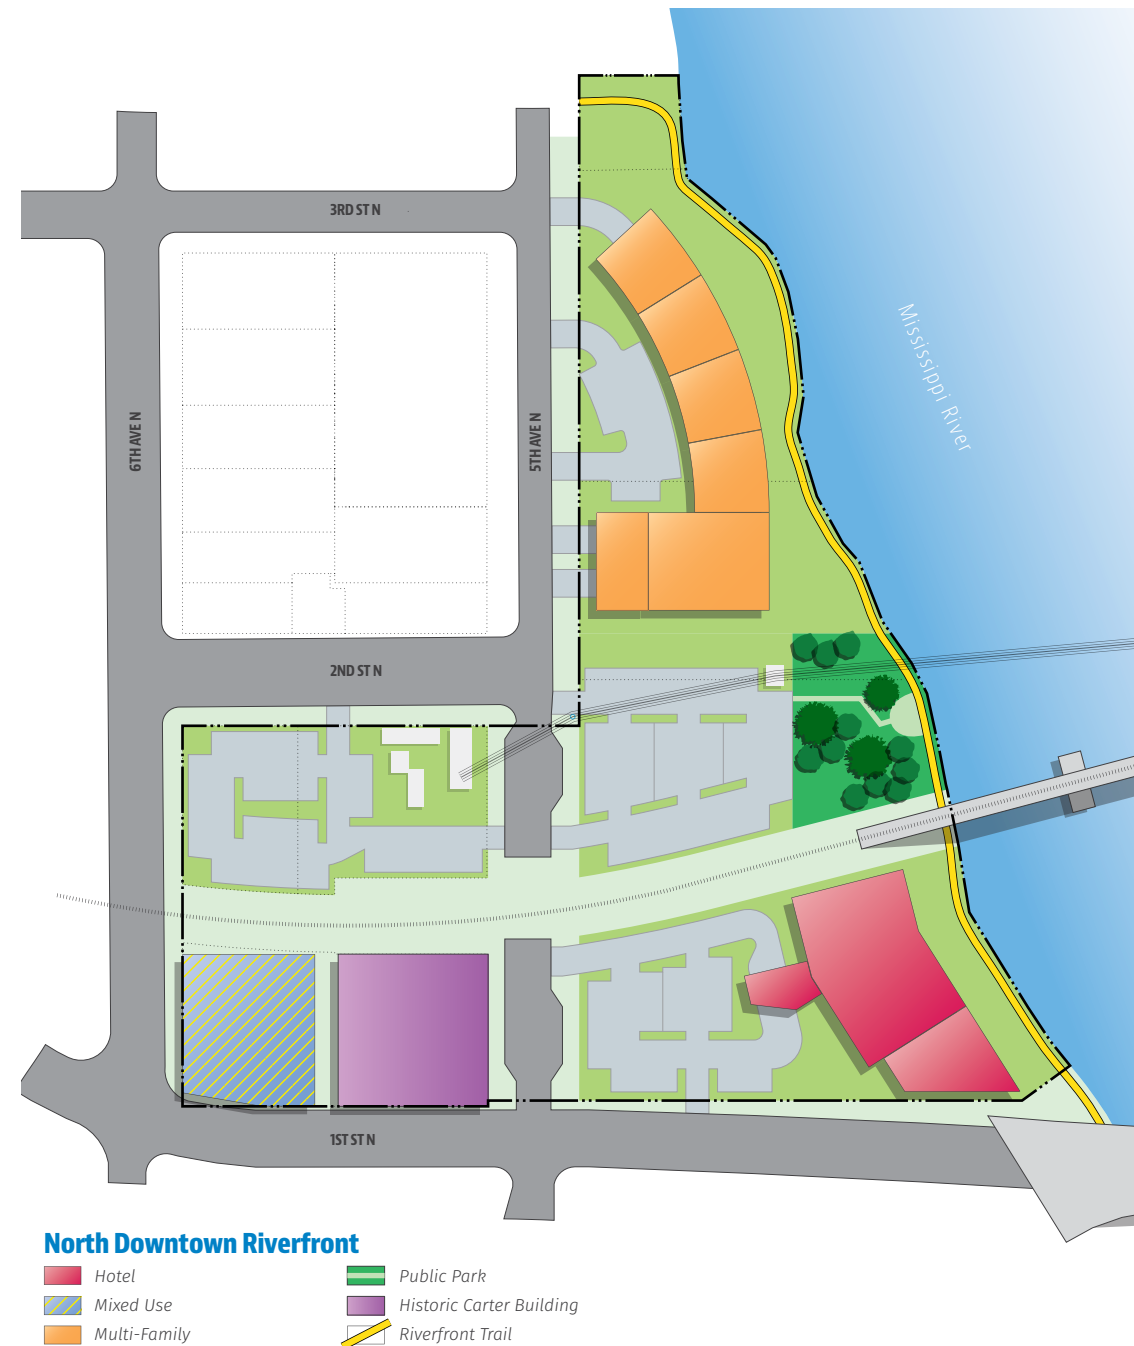 3RD ST N
Mississippi River
6TH AVE N
5TH AVE N
2ND ST N
1ST ST N
North Downtown Riverfront
Hotel
Public Park
Mixed Use
Historic Carter Building
Multi-Family
Riverfront Trail